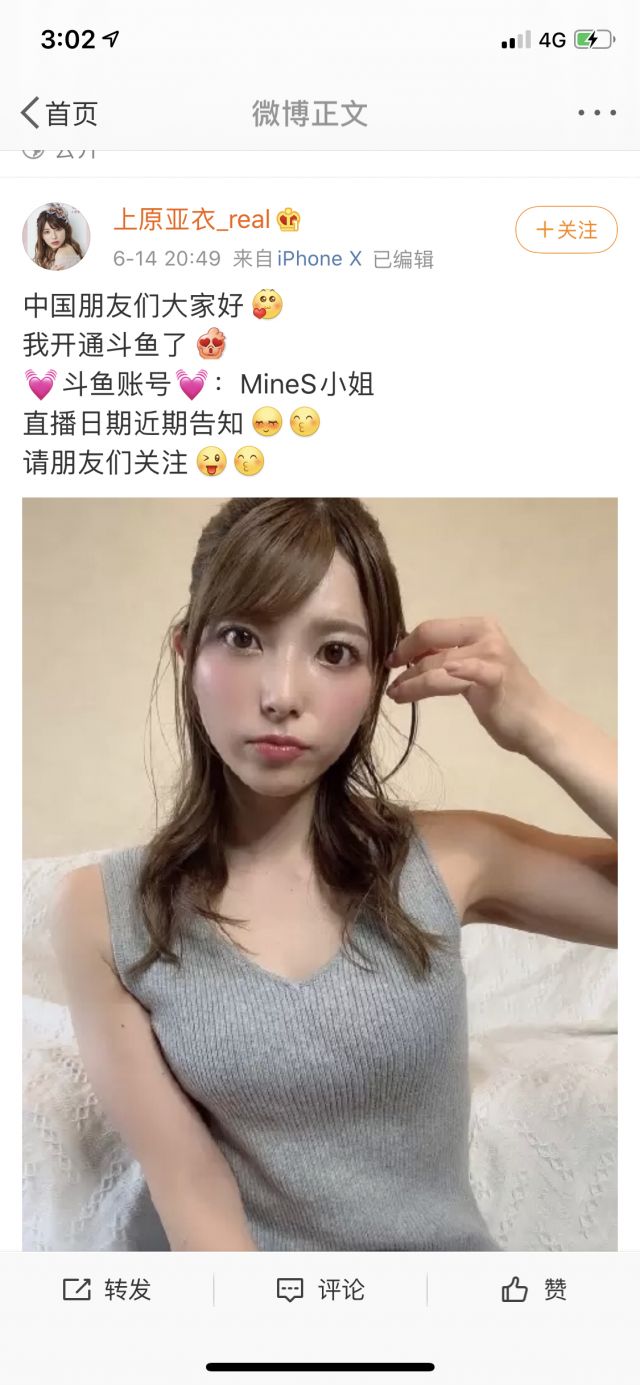 3:02
4G
首页
微博正文
公开
上原亚衣_real
+关注
6-14 20:49 来自iPhone X 已编辑
中国朋友们大家好
我开通斗鱼了
斗鱼账号：MineS小姐
直播日期近期告知
请朋友们关注
转发
评论
赞